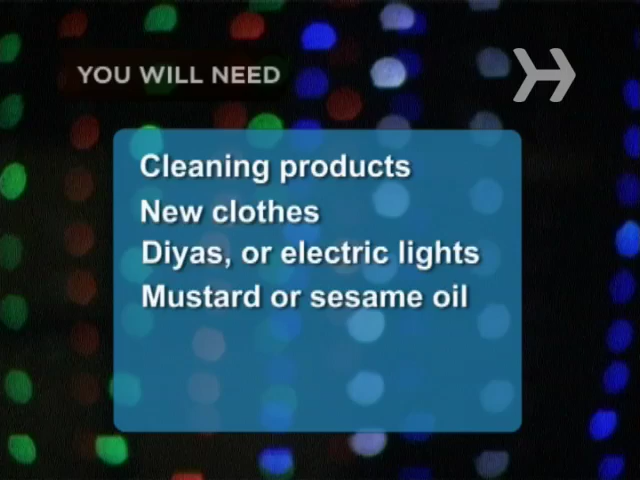 YOU WILL NEED
Cleaning products
New clothes
Diyas, or electric lights
Mustard or sesame oil